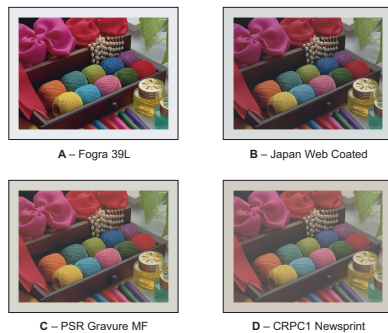 A – Fogra 39L
B – Japan Web Coated
C – PSR Gravure MF
D – CRPC1 Newsprint